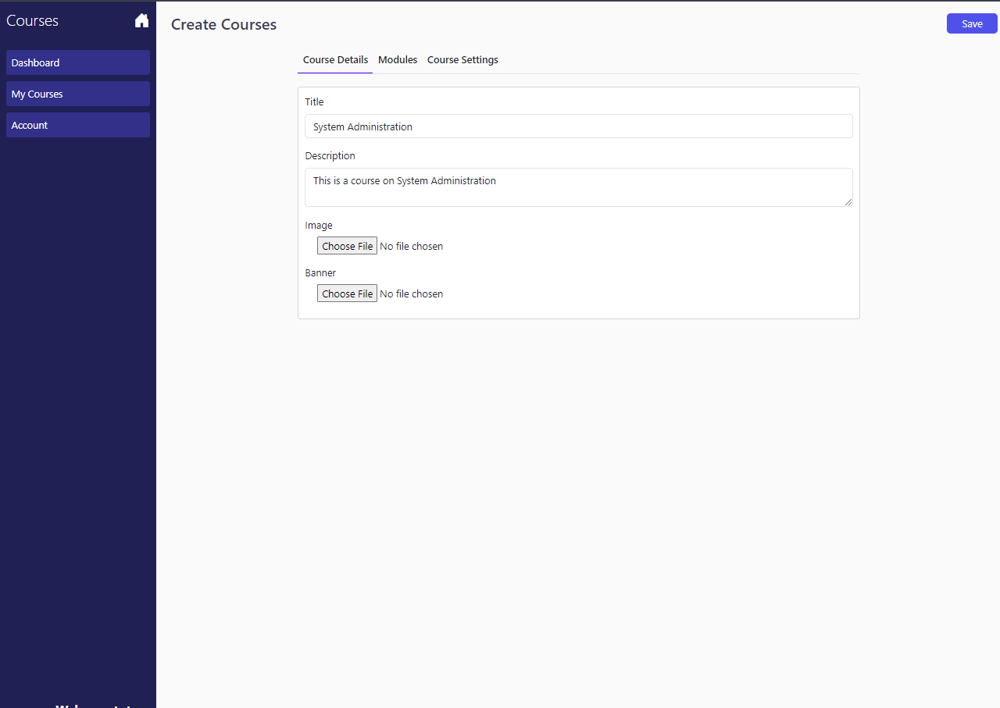 Courses
Create Courses
Save
Dashboard
My Courses
Account
Course Details Modules Course Settings
Title
System Administration
Description
This is a course on System Administration
Image
Choose File No file chosen
Banner
Choose File No file chosen